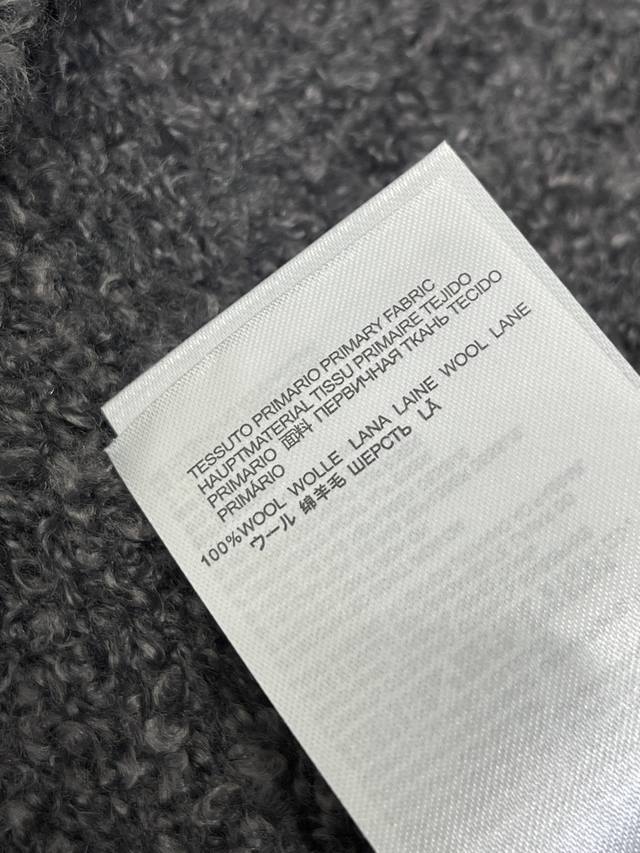 TESSUTO PRIMARIO PRIMARY FABRIC
HAUPTMATERIAL TISSU PRIMAIRE TEJIDO
PRIMARIO 面料 ПЕРВИЧНАЯ ТКАНЬ TECIDO
PRIMÁRIO
100%WOOL WOLLE LANA LAINE WOOL LANE
ウール 绵羊毛 ШЕРСТЬ LÃ